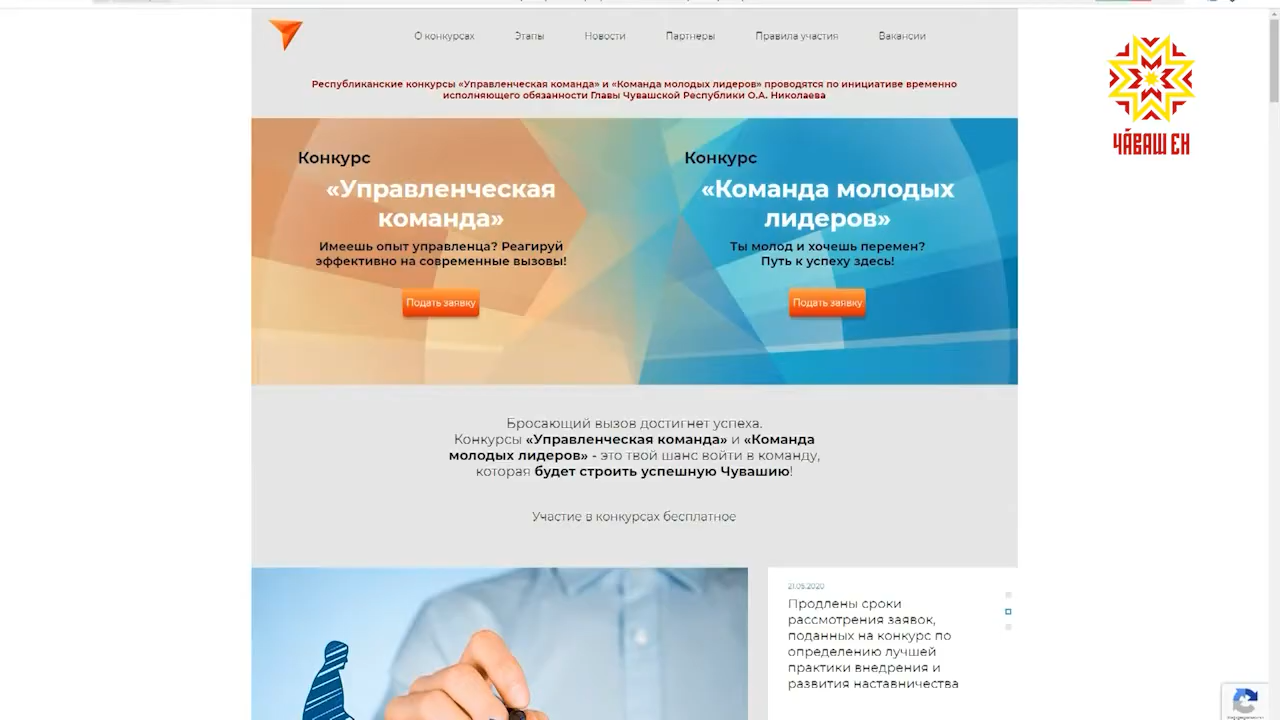 О конкурсах Этапы Новости Партнеры Правила участия Вакансии
ЧӐВАШ ЕН
Республиканские конкурсы «Управленческая команда» и «Команда молодых лидеров» проводятся по инициативе временно
исполняющего обязанности Главы Чувашской Республики О.А. Николаева
Конкурс
«Управленческая
команда»
Имеешь опыт управленца? Реагируй
эффективно на современные вызовы!
Подать заявку
Конкурс
«Команда молодых
лидеров»
Ты молод и хочешь перемен?
Путь к успеху здесь!
Подать заявку
Бросающий вызов достигнет успеха.
Конкурсы «Управленческая команда» и «Команда
молодых лидеров» - это твой шанс войти в команду,
которая будет строить успешную Чувашию!
Участие в конкурсах бесплатное
21.05.2020
Продлены сроки
рассмотрения заявок,
поданных на конкурс по
определению лучшей
практики внедрения и
развития наставничества